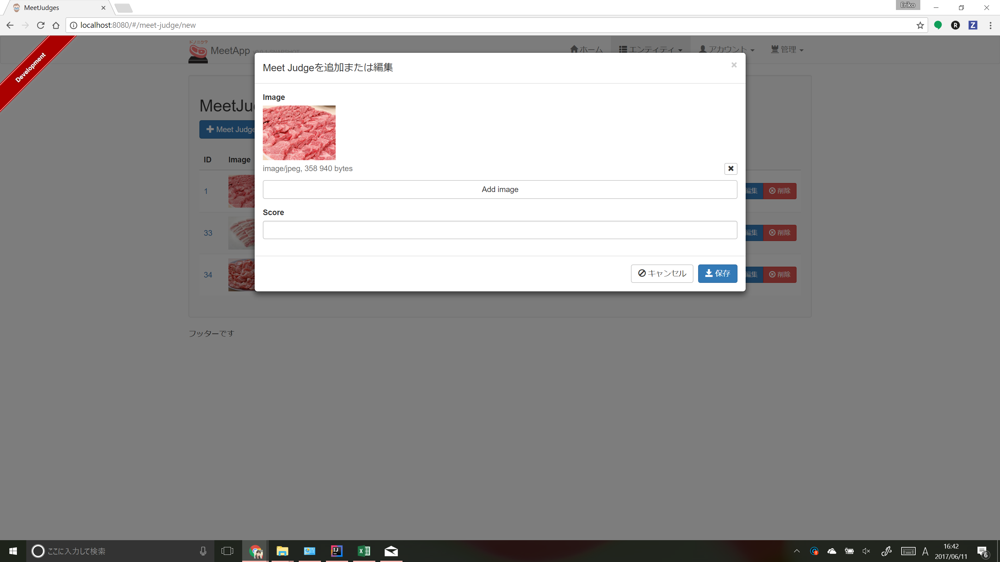 MeetJudges
Eriko
localhost:8080/#/meet-judge/new
Development
ドノニク?
MeetApp v0.0.1-SNAPSHOT
ホーム
エンティティ
アカウント
管理
Meet Judgeを追加または編集
Image
image/jpeg, 358 940 bytes
Add image
Score
キャンセル
保存
MeetJu
Meet Judge
ID Image
1 編集 削除
33 編集 削除
34 編集 削除
フッターです
ここに入力して検索
A
16:42
2017/06/11
6